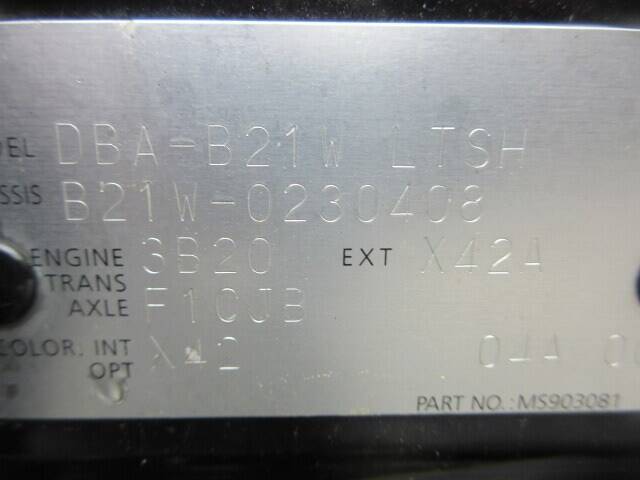 DEL DBA-B21W LTSH
SSIS B21W-0230408
ENGINE 3B20 EXT X42A
TRANS AXLE F1CJB
COLOR. INT X42 04A
OPT
PART NO.:MS903081